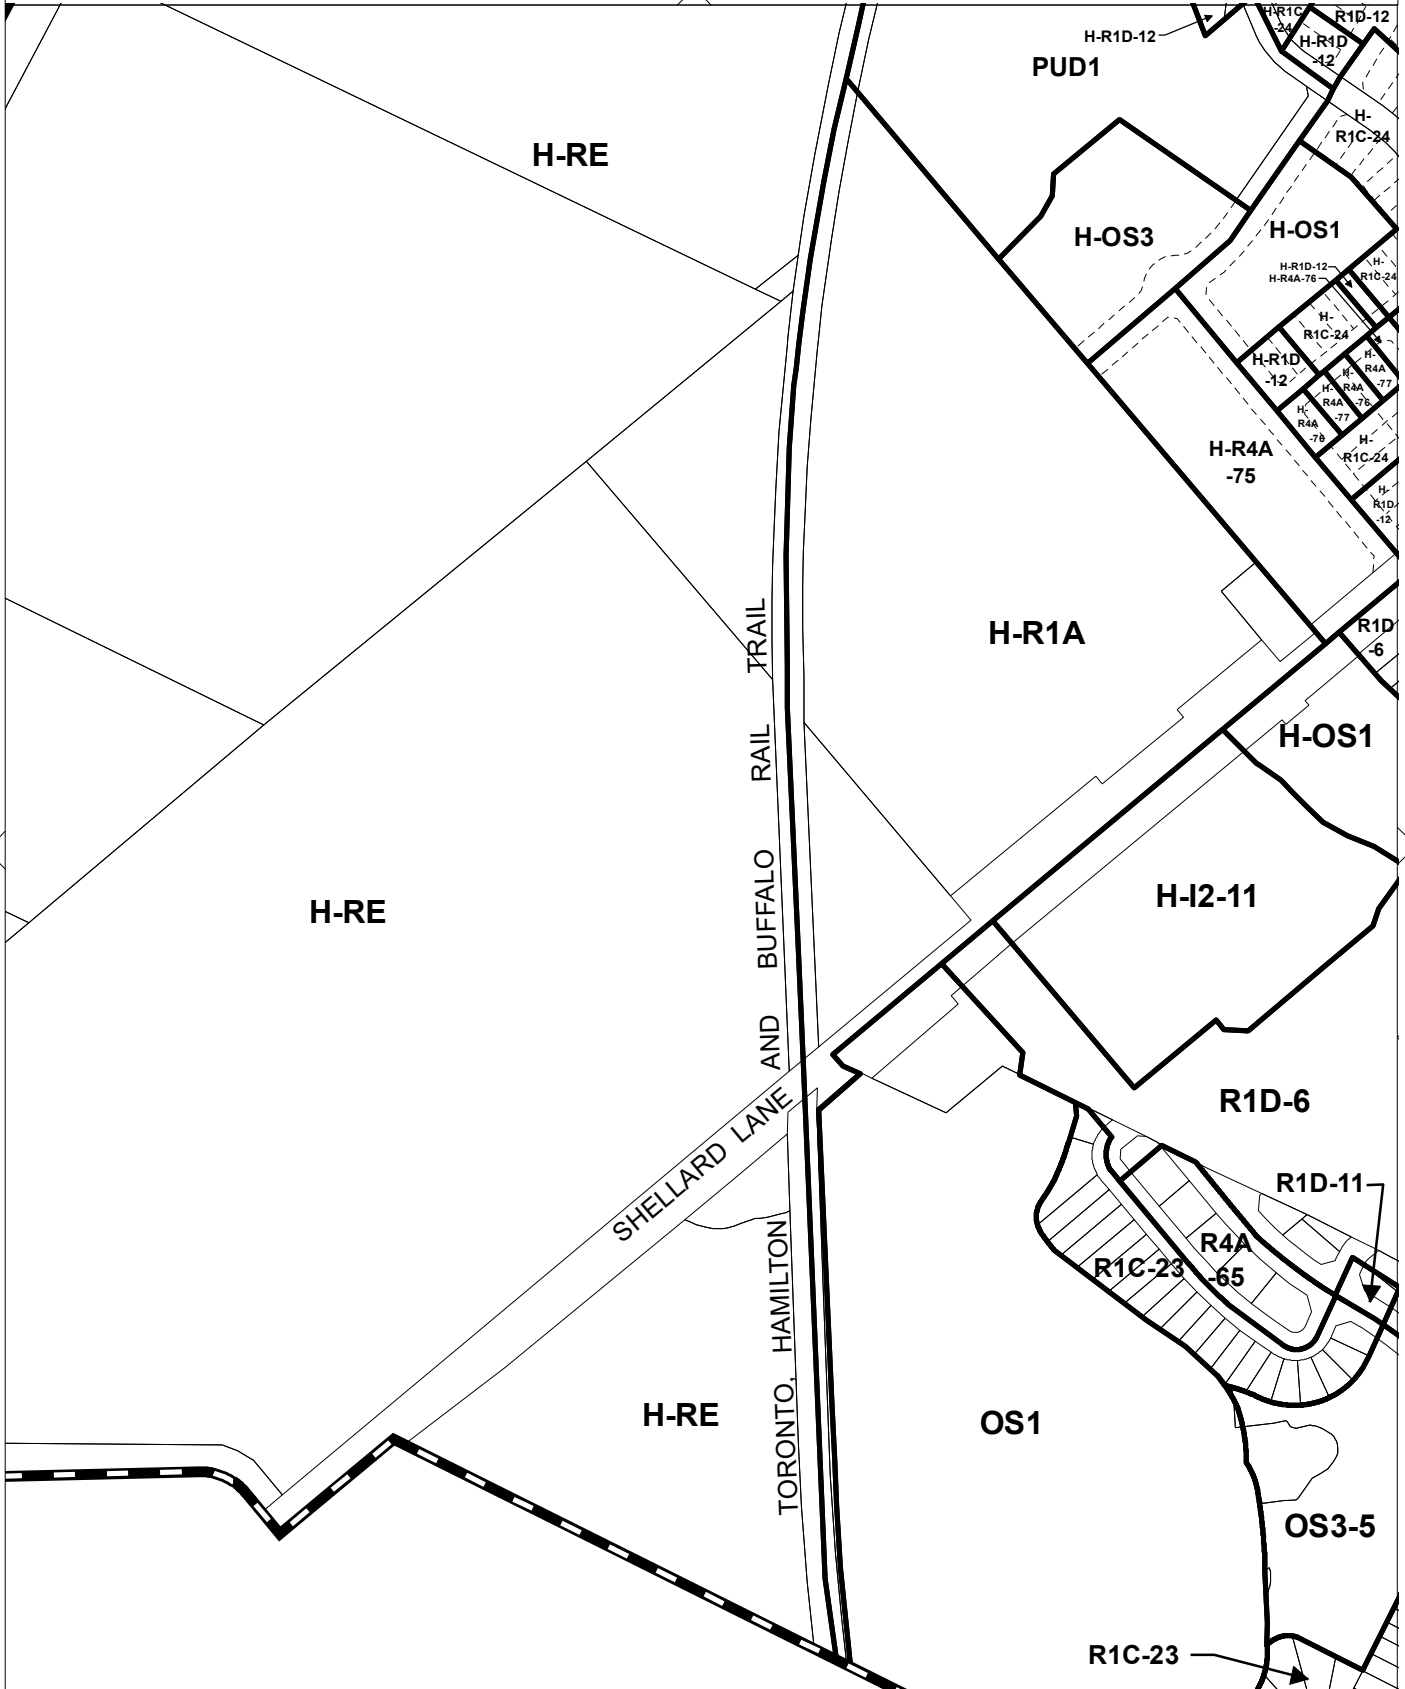 H-R1C
-24
R1D-12
H-R1D-12
H-R1D
-12
PUD1
H-
R1C-24
H-RE
H-OS3
H-OS1
H-R1D-12
H-R4A-76
H-
R1C-24
H-
R1C-24
H-R1D
-12
H-
R4A
-77
H-
R4A
-76
H-
R4A
-77
H-
R4A
-76
H-
R1C-24
H-R4A
-75
H-
R1D
-12
H-R1A
R1D
-6
H-OS1
H-I2-11
H-RE
TORONTO, HAMILTON AND BUFFALO RAIL TRAIL
SHELLARD LANE
R1D-6
R1D-11
R4A
-65
R1C-23
H-RE
OS1
OS3-5
R1C-23